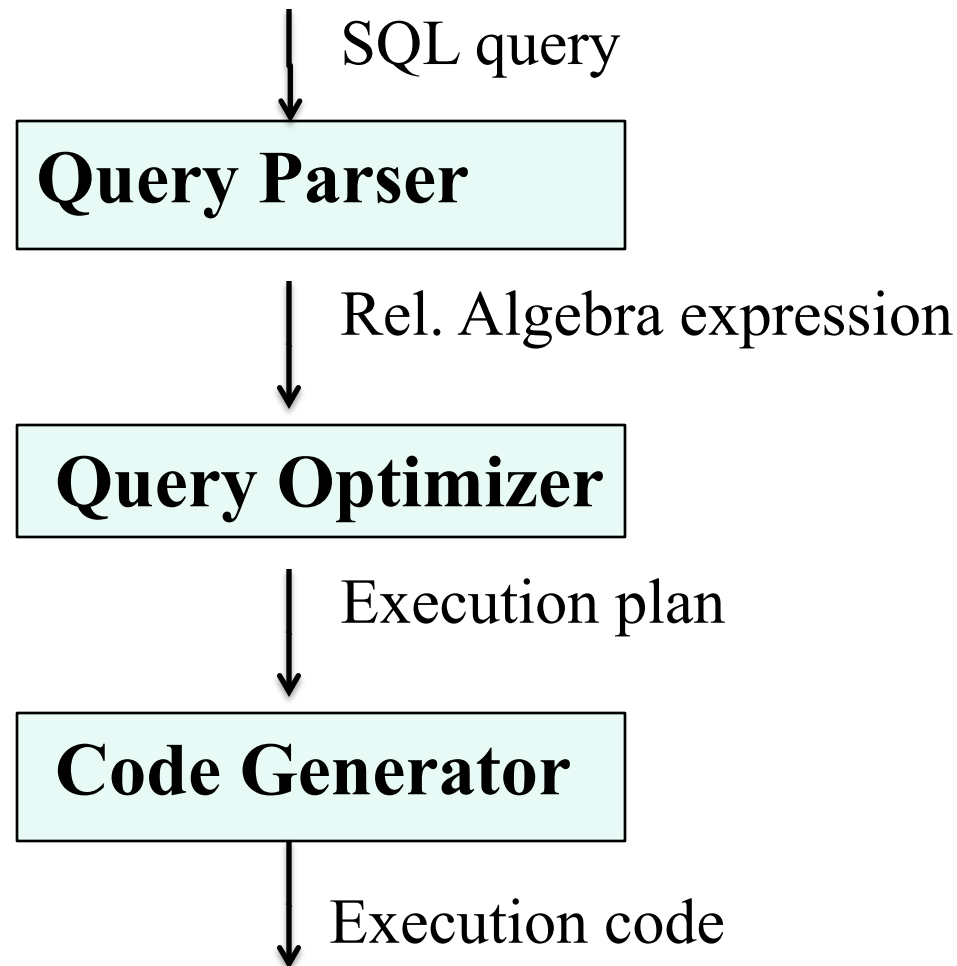 SQL query
Query Parser
Rel. Algebra expression
Query Optimizer
Execution plan
Code Generator
Execution code